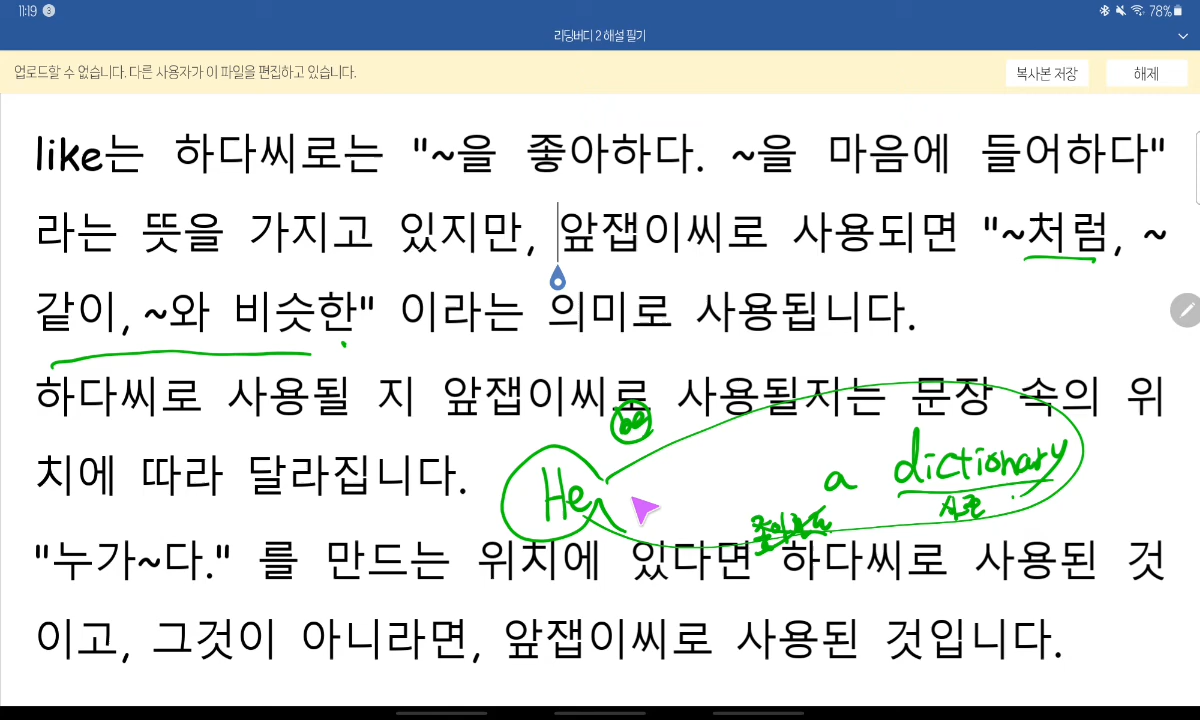 11:19 3 78%
리딩버디 2 해설 필기
업로드할 수 없습니다. 다른 사용자가 이 파일을 편집하고 있습니다. 복사본 저장 해제
like는 하다씨로는 "~을 좋아하다. ~을 마음에 들어하다"
라는 뜻을 가지고 있지만, 앞잽이씨로 사용되면 "~처럼, ~
같이, ~와 비슷한" 이라는 의미로 사용됩니다.
하다씨로 사용될 지 앞잽이씨로 사용될지는 문장 속의 위
be
치에 따라 달라집니다.
He a dictionary
사전
"누가~다." 를 만드는 위치에 있다면 하다씨로 사용된 것
이고, 그것이 아니라면, 앞잽이씨로 사용된 것입니다.